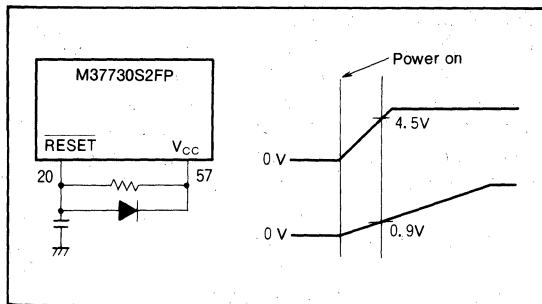 M37730S2FP
RESET VCC
20 57
Power on
4.5V
0 V
0 V
0.9V